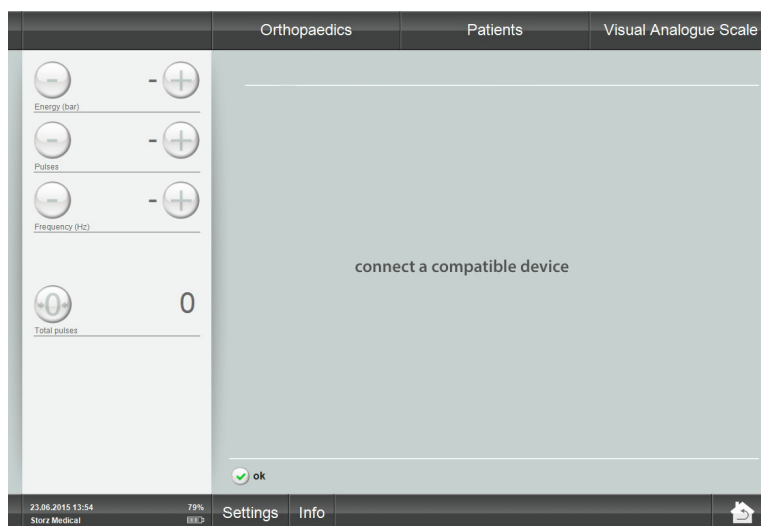 Orthopaedics Patients Visual Analogue Scale
-
Energy (bar)
-
Pulses
-
Frequency (Hz)
connect a compatible device
0 0
Total pulses
ok
23.06.2015 13:54 79%
Storz Medical
Settings Info